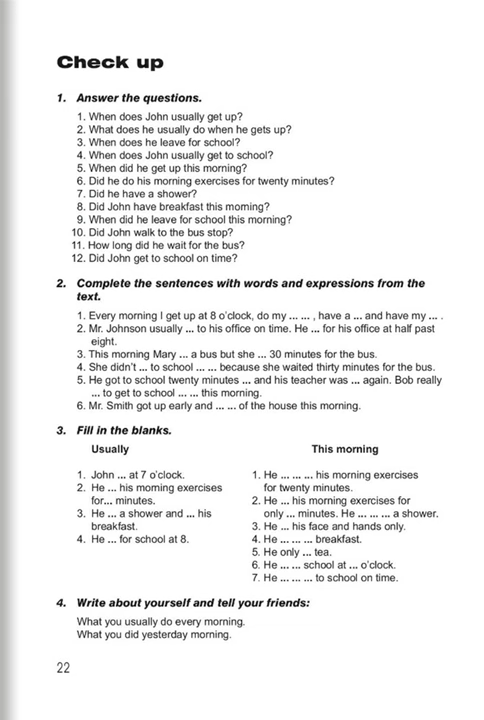 Check up
1. Answer the questions.
1. When does John usually get up?
2. What does he usually do when he gets up?
3. When does he leave for school?
4. When does John usually get to school?
5. When did he get up this morning?
6. Did he do his morning exercises for twenty minutes?
7. Did he have a shower?
8. Did John have breakfast this morning?
9. When did he leave for school this morning?
10. Did John walk to the bus stop?
11. How long did he wait for the bus?
12. Did John get to school on time?
2. Complete the sentences with words and expressions from the
text.
1. Every morning I get up at 8 o'clock, do my ... ... , have a ... and have my ... .
2. Mr. Johnson usually ... to his office on time. He ... for his office at half past
eight.
3. This morning Mary ... a bus but she ... 30 minutes for the bus.
4. She didn't ... to school ... ... because she waited thirty minutes for the bus.
5. He got to school twenty minutes ... and his teacher was ... again. Bob really
... to get to school ... ... this morning.
6. Mr. Smith got up early and ... ... of the house this morning.
3. Fill in the blanks.
Usually
1. John ... at 7 o'clock.
2. He ... his morning exercises
for... minutes.
3. He ... a shower and ... his
breakfast.
4. He ... for school at 8.
This morning
1. He ... ... ... his morning exercises
for twenty minutes.
2. He ... his morning exercises for
only ... minutes. He ... ... ... a shower.
3. He ... his face and hands only.
4. He ... ... ... breakfast.
5. He only ... tea.
6. He ... ... school at ... o'clock.
7. He ... ... ... to school on time.
4. Write about yourself and tell your friends:
What you usually do every morning.
What you did yesterday morning.
22